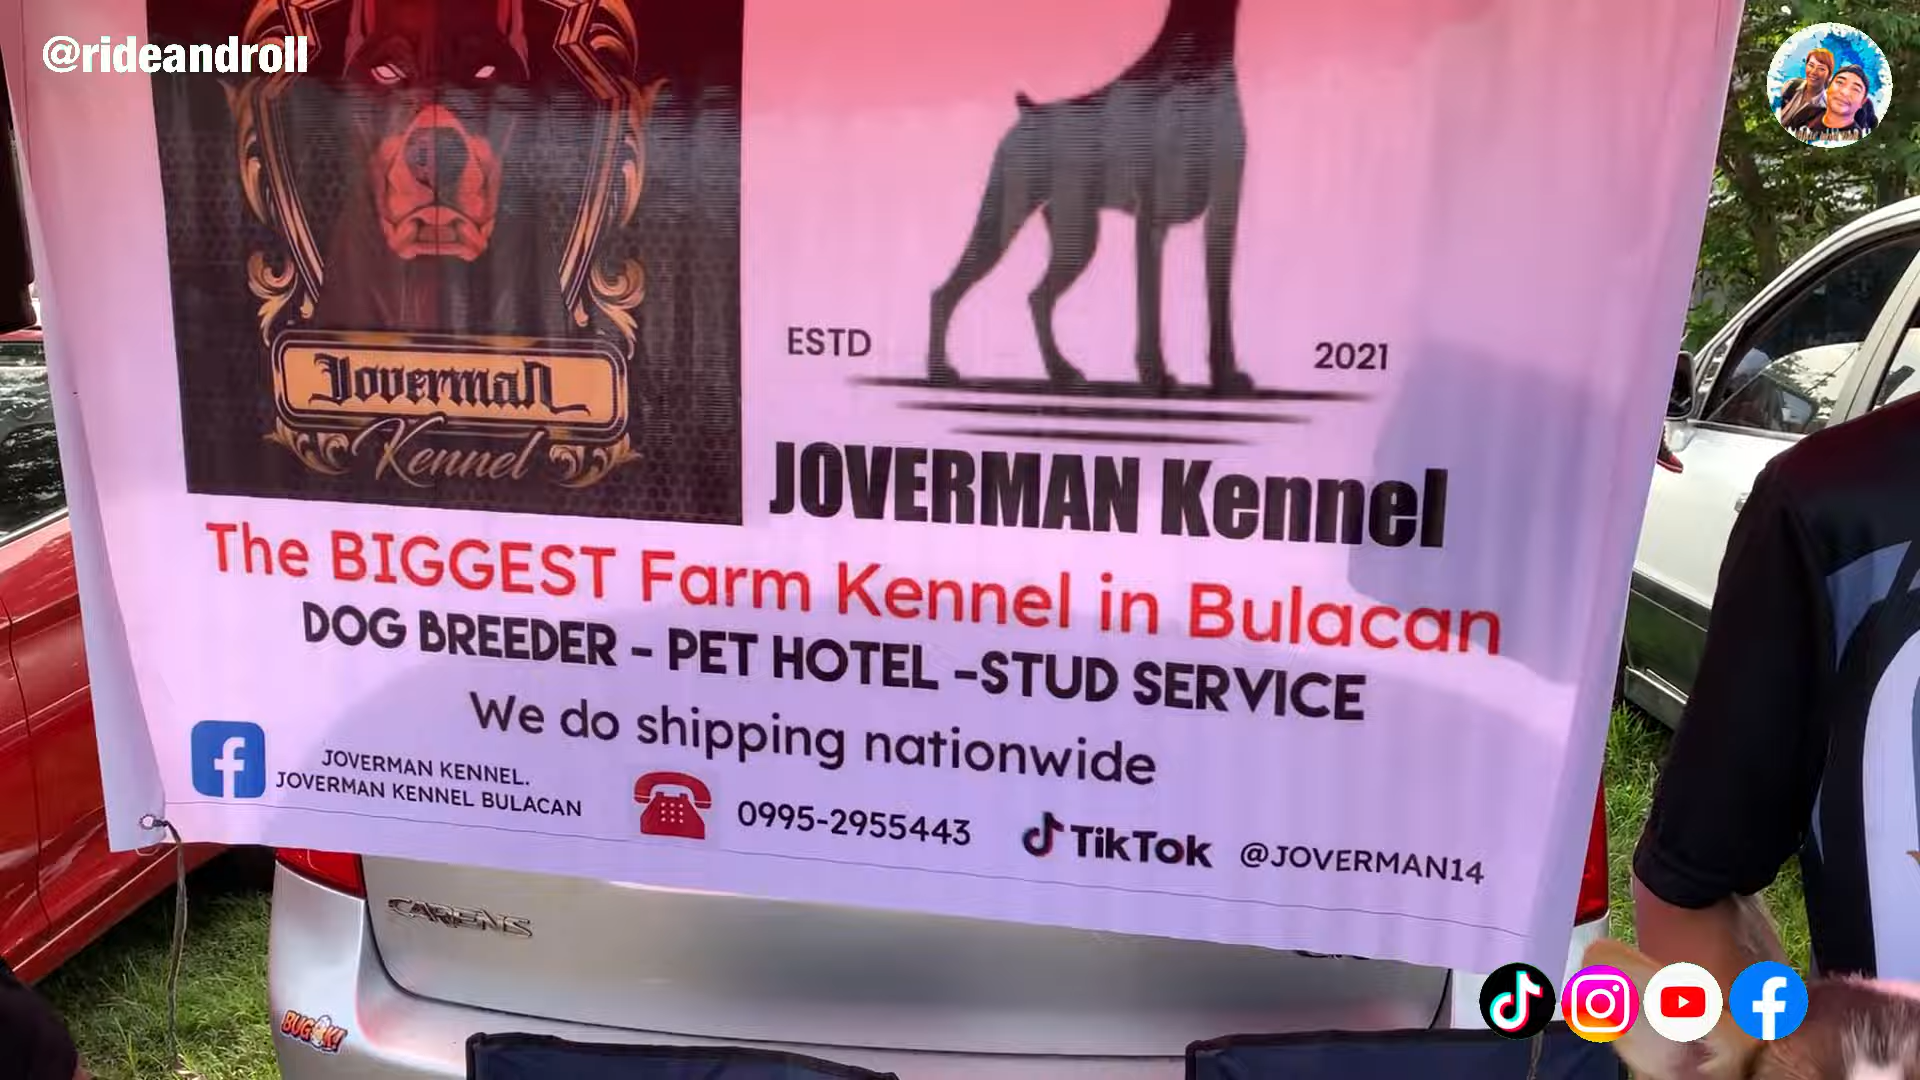 @rideandroll
Joverman
Kennel
ESTD
2021
JOVERMAN Kennel
The BIGGEST Farm Kennel in Bulacan
DOG BREEDER - PET HOTEL -STUD SERVICE
We do shipping nationwide
JOVERMAN KENNEL.
JOVERMAN KENNEL BULACAN
0995-2955443
TikTok
@JOVERMAN14
CARENS